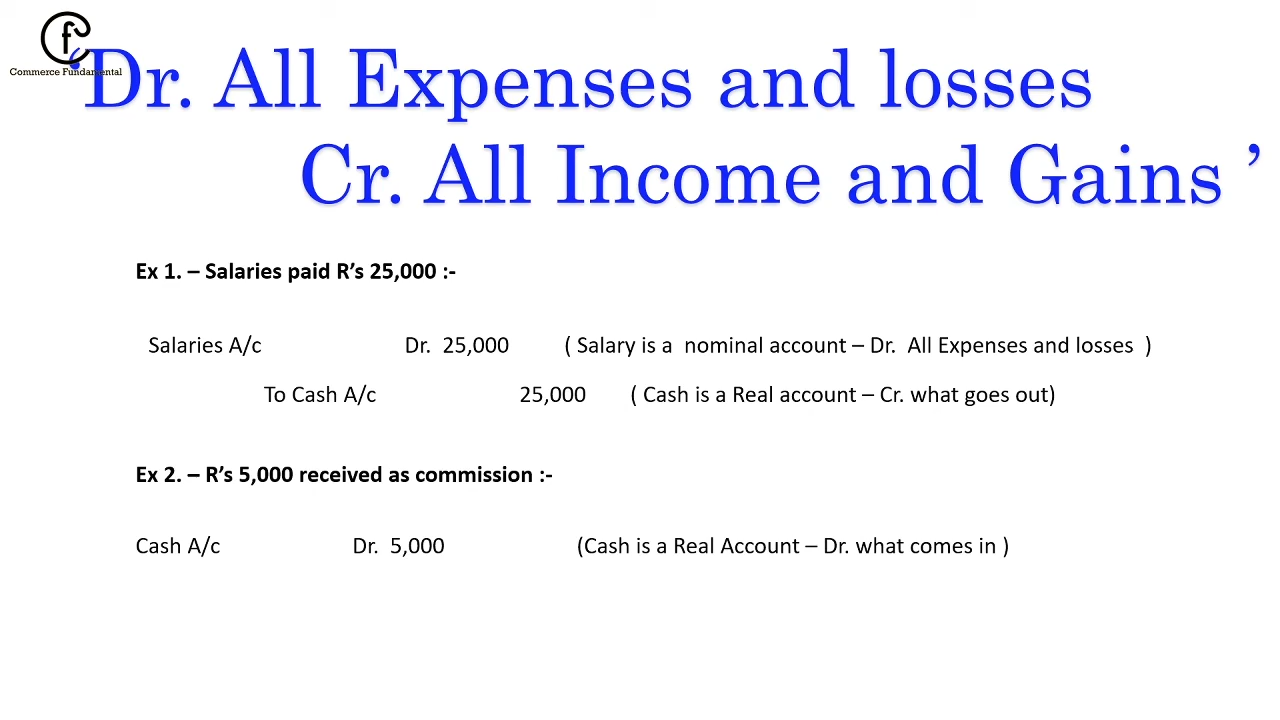 Commerce Fundamental
‘Dr. All Expenses and losses
Cr. All Income and Gains ’
Ex 1. – Salaries paid R’s 25,000 :-
Salaries A/c Dr. 25,000 ( Salary is a nominal account – Dr. All Expenses and losses )
To Cash A/c 25,000 ( Cash is a Real account – Cr. what goes out)
Ex 2. – R’s 5,000 received as commission :-
Cash A/c Dr. 5,000 (Cash is a Real Account – Dr. what comes in )